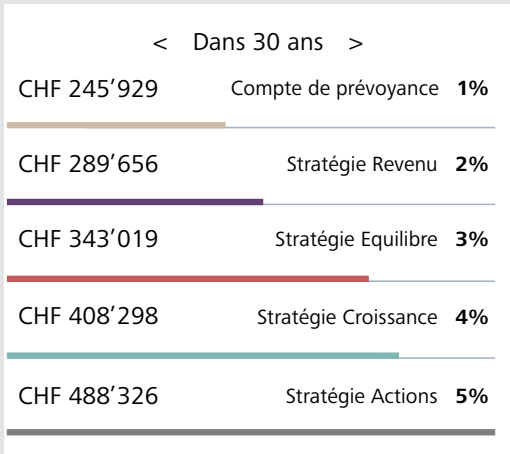 < Dans 30 ans >
CHF 245’929 Compte de prévoyance 1%
CHF 289’656 Stratégie Revenu 2%
CHF 343’019 Stratégie Equilibre 3%
CHF 408’298 Stratégie Croissance 4%
CHF 488’326 Stratégie Actions 5%